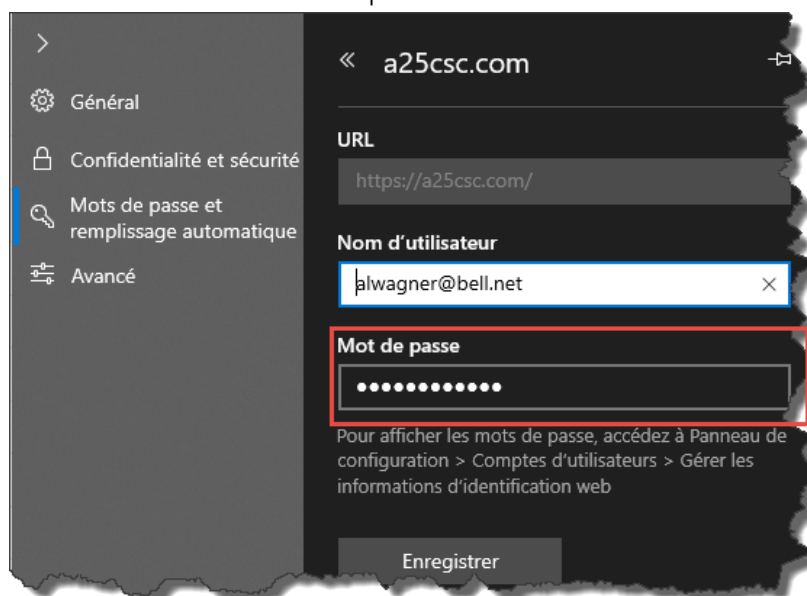 Général
Confidentialité et sécurité
Mots de passe et
remplissage automatique
Avancé
a25csc.com
URL
https://a25csc.com/
Nom d’utilisateur
alwagner@bell.net
Mot de passe
••••••••••••
Pour afficher les mots de passe, accédez à Panneau de
configuration > Comptes d’utilisateurs > Gérer les
informations d’identification web
Enregistrer